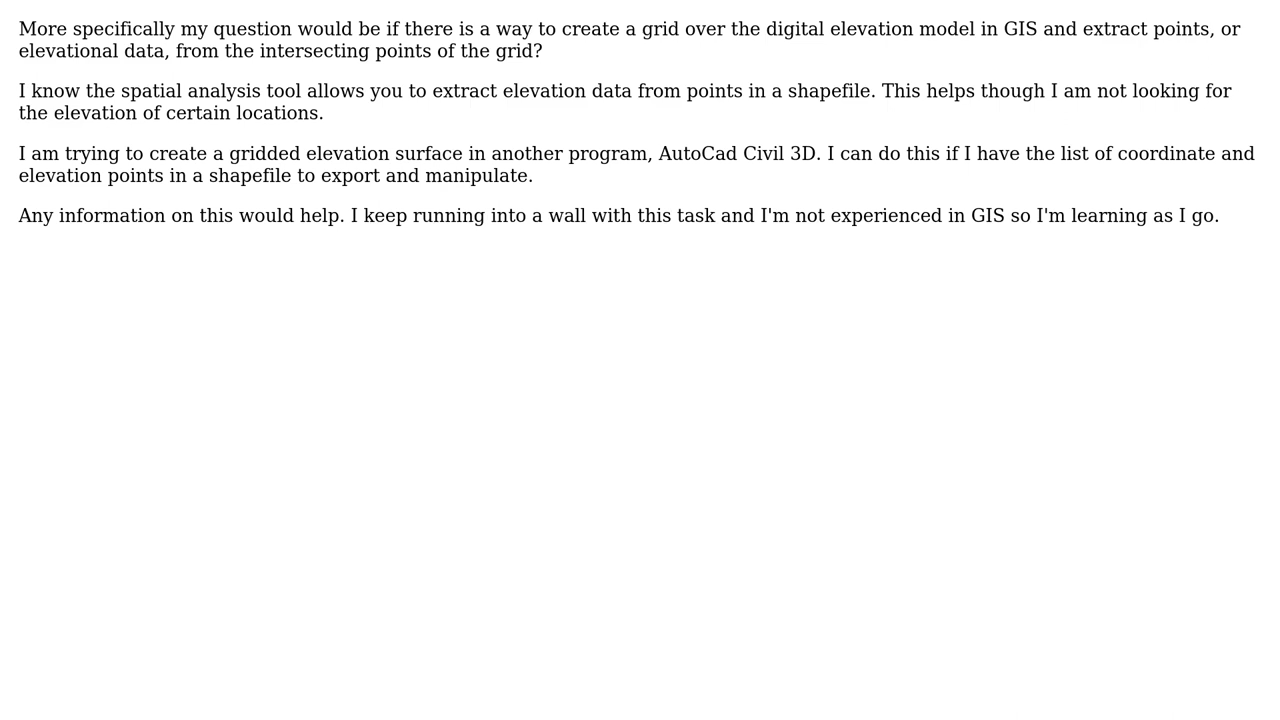 More specifically my question would be if there is a way to create a grid over the digital elevation model in GIS and extract points, or
elevational data, from the intersecting points of the grid?
I know the spatial analysis tool allows you to extract elevation data from points in a shapefile. This helps though I am not looking for
the elevation of certain locations.
I am trying to create a gridded elevation surface in another program, AutoCad Civil 3D. I can do this if I have the list of coordinate and
elevation points in a shapefile to export and manipulate.
Any information on this would help. I keep running into a wall with this task and I'm not experienced in GIS so I'm learning as I go.